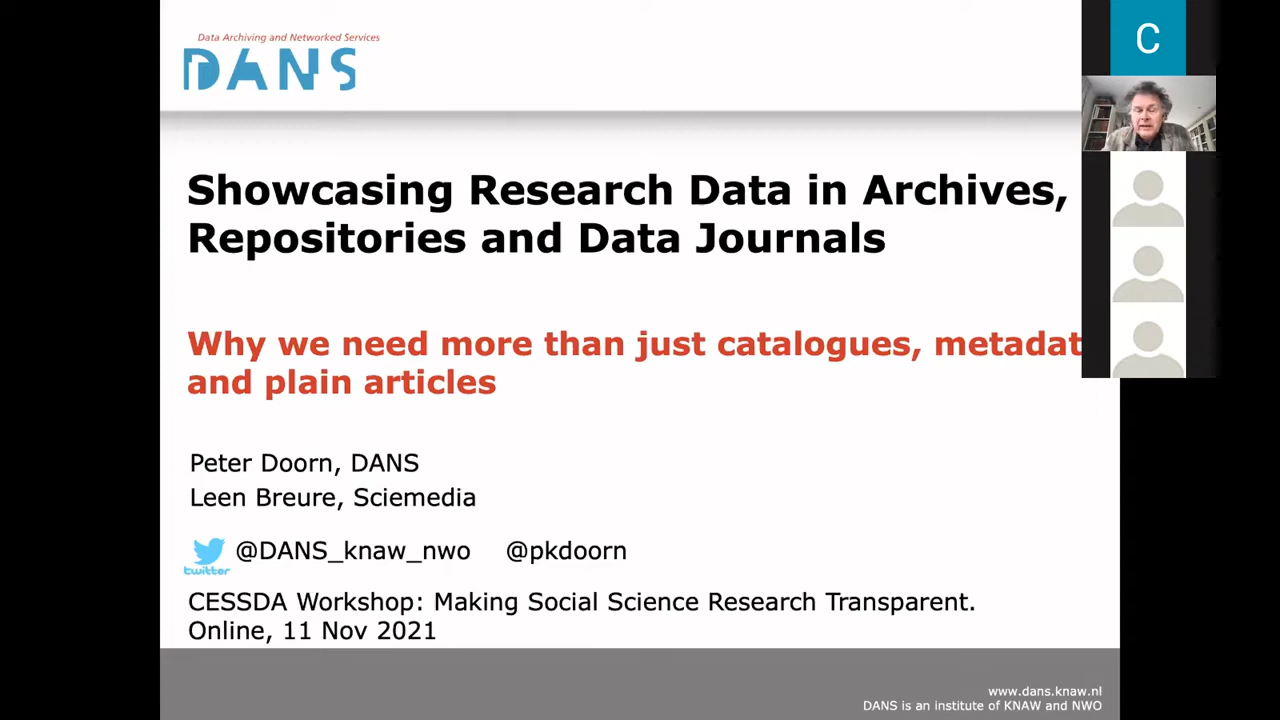 Data Archiving and Networked Services
DANS
C
Showcasing Research Data in Archives,
Repositories and Data Journals
Why we need more than just catalogues, metadat
and plain articles
Peter Doorn, DANS
Leen Breure, Sciemedia
twitter @DANS_knaw_nwo @pkdoorn
CESSDA Workshop: Making Social Science Research Transparent.
Online, 11 Nov 2021
www.dans.knaw.nl
DANS is an institute of KNAW and NWO